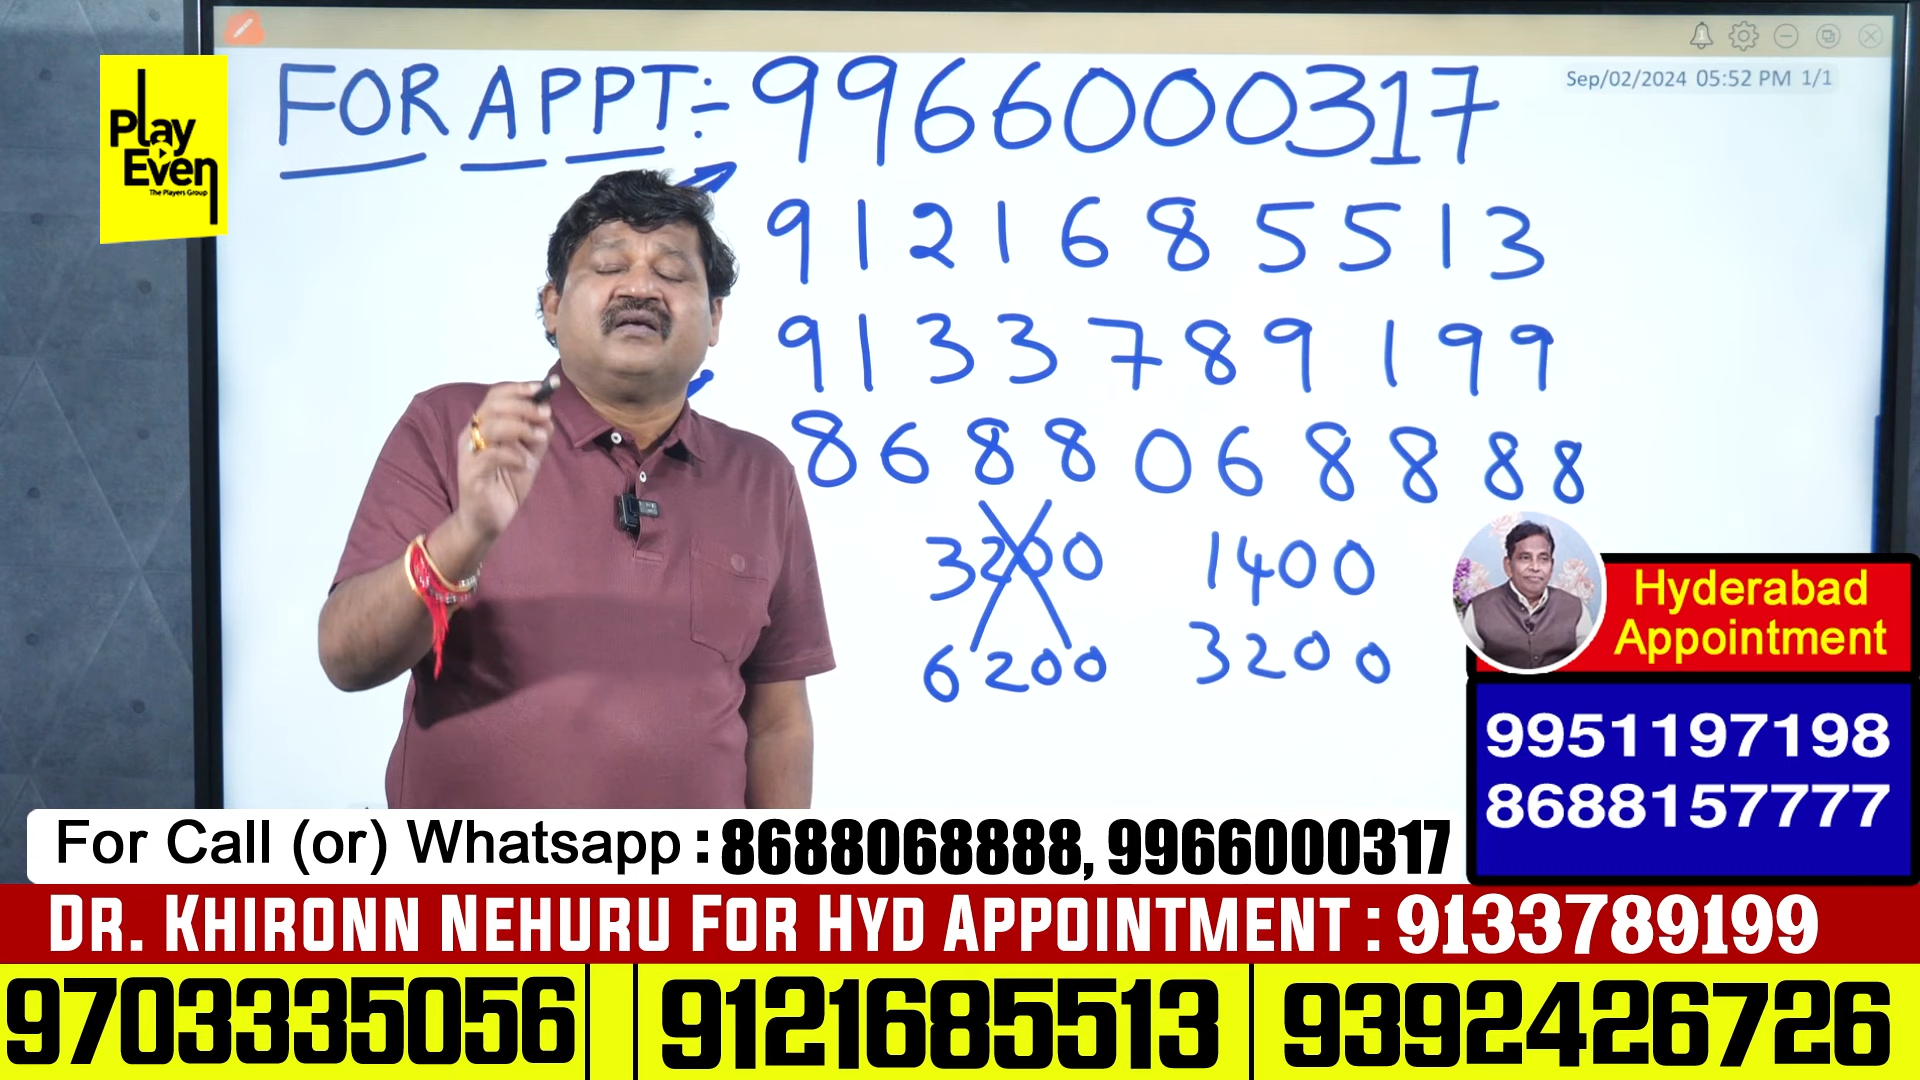 Sep/02/2024 05:52 PM 1/1
FOR APPT:- 9966000317
Play
Even
The Players Group
9121685513
9133789199
8688068888
3200 1400
6200 3200
Hyderabad
Appointment
9951197198
8688157777
For Call (or) Whatsapp : 8688068888, 9966000317
DR. KHIRONN NEHURU FOR HYD APPOINTMENT : 9133789199
9703335056 9121685513 9392426726